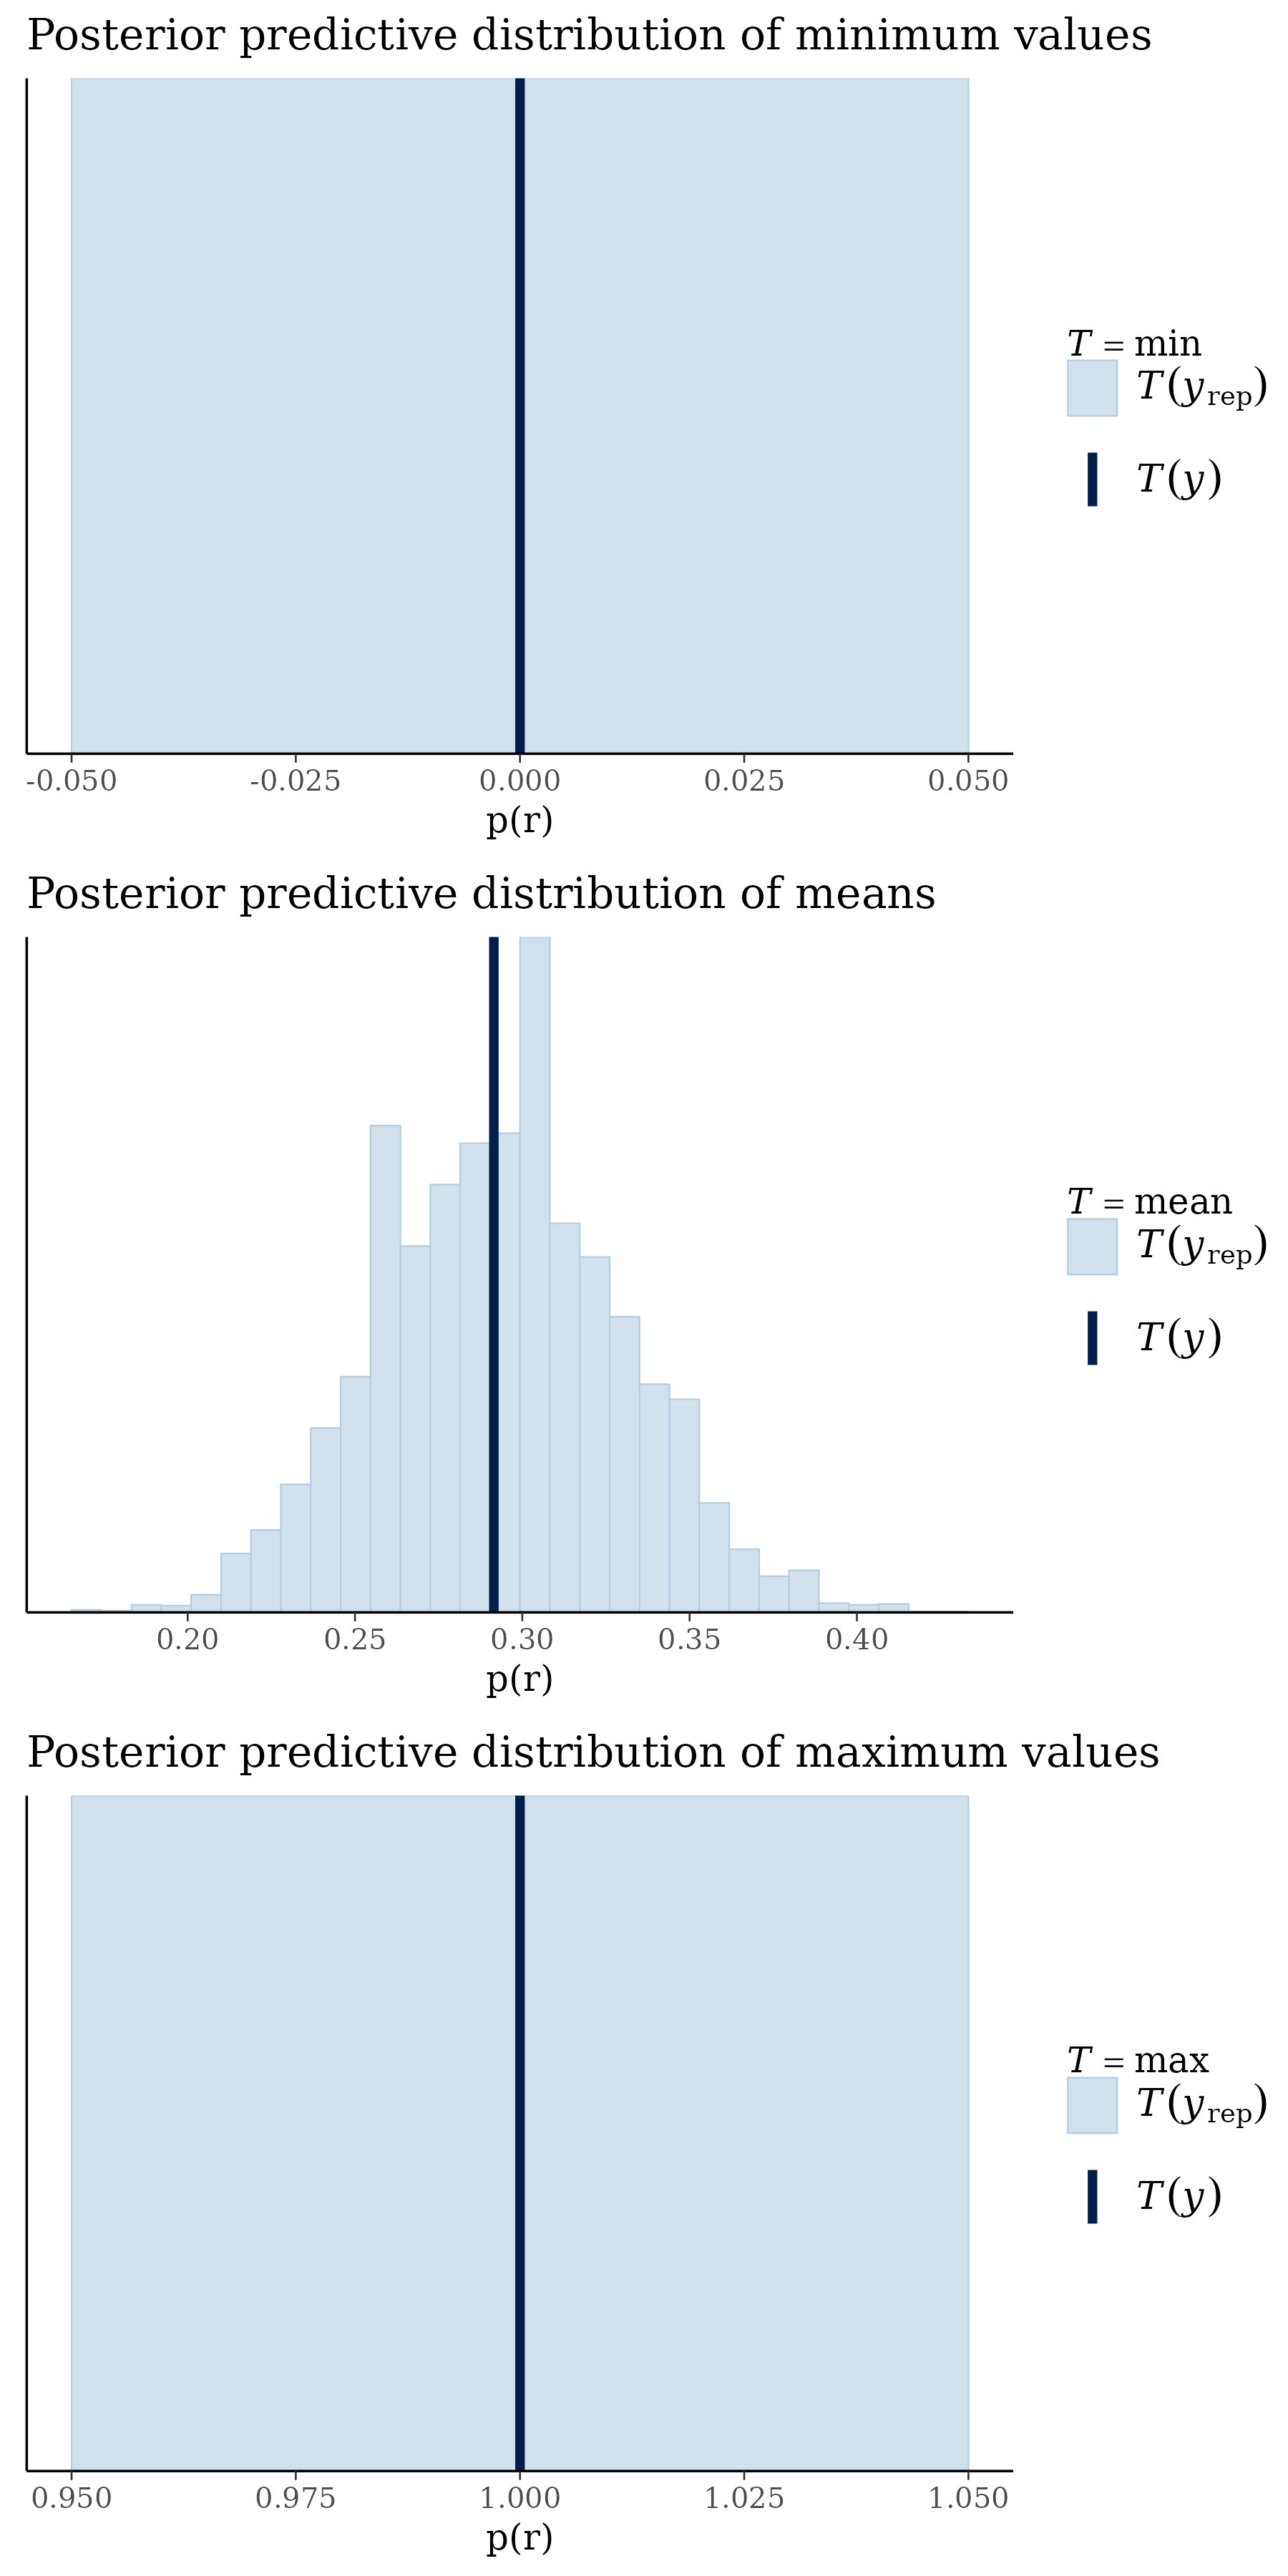 Posterior predictive distribution of minimum values
T = min
T(yrep)
T(y)
-0.050 -0.025 0.000 0.025 0.050
p(r)
Posterior predictive distribution of means
T = mean
T(yrep)
T(y)
0.20 0.25 0.30 0.35 0.40
p(r)
Posterior predictive distribution of maximum values
T = max
T(yrep)
T(y)
0.950 0.975 1.000 1.025 1.050
p(r)